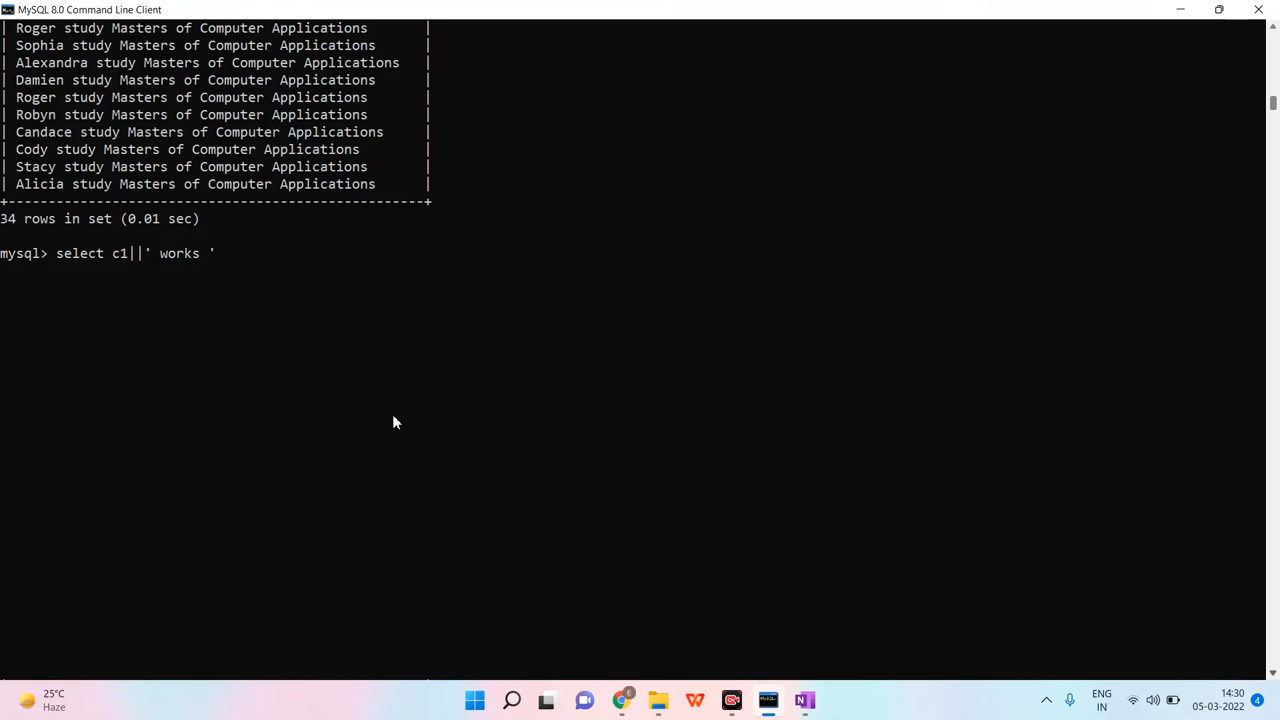 MySQL 8.0 Command Line Client
| Roger study Masters of Computer Applications |
| Sophia study Masters of Computer Applications |
| Alexandra study Masters of Computer Applications |
| Damien study Masters of Computer Applications |
| Roger study Masters of Computer Applications |
| Robyn study Masters of Computer Applications |
| Candace study Masters of Computer Applications |
| Cody study Masters of Computer Applications |
| Stacy study Masters of Computer Applications |
| Alicia study Masters of Computer Applications |
+---------------------------------------------------+
34 rows in set (0.01 sec)
mysql> select c1||' works '
25°C
Haze
E
W
MySQL
N
ENG
IN
14:30
05-03-2022
4